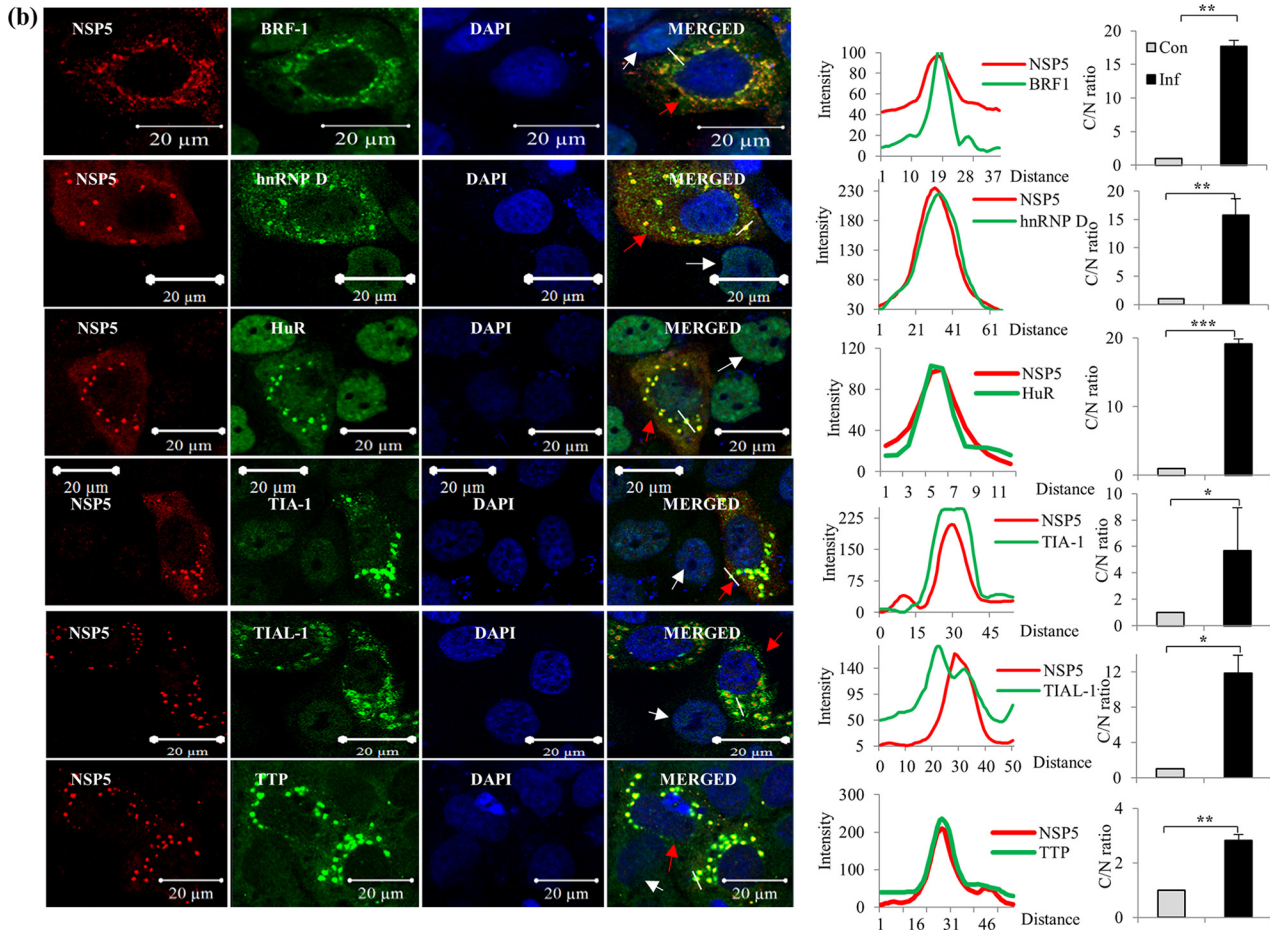 (b)
NSP5 BRF-1 DAPI MERGED
20 µm 20 µm 20 µm 20 µm
Intensity
100
80
60
40
20
0
1 10 19 28 37 Distance
NSP5
BRF1
C/N ratio
20
15
10
5
0
**
Con
Inf
NSP5 hnRNP D DAPI MERGED
20 µm 20 µm 20 µm 20 µm
Intensity
230
180
130
80
30
1 21 41 61 Distance
NSP5
hnRNP D
C/N ratio
20
15
10
5
0
**
NSP5 HuR DAPI MERGED
20 µm 20 µm 20 µm 20 µm
Intensity
120
80
40
0
1 3 5 7 9 11 Distance
NSP5
HuR
C/N ratio
20
10
0
***
20 µm 20 µm 20 µm 20 µm
NSP5 TIA-1 DAPI MERGED
Intensity
225
150
75
0
0 15 30 45 Distance
NSP5
TIA-1
C/N ratio
10
8
6
4
2
0
*
NSP5 TIAL-1 DAPI MERGED
20 µm 20 µm 20 µm 20 µm
Intensity
140
95
50
5
0 10 20 30 40 50 Distance
NSP5
TIAL-1
C/N ratio
12
8
4
0
*
NSP5 TTP DAPI MERGED
20 µm 20 µm 20 µm 20 µm
Intensity
300
200
100
0
1 16 31 46 Distance
NSP5
TTP
C/N ratio
4
2
0
**